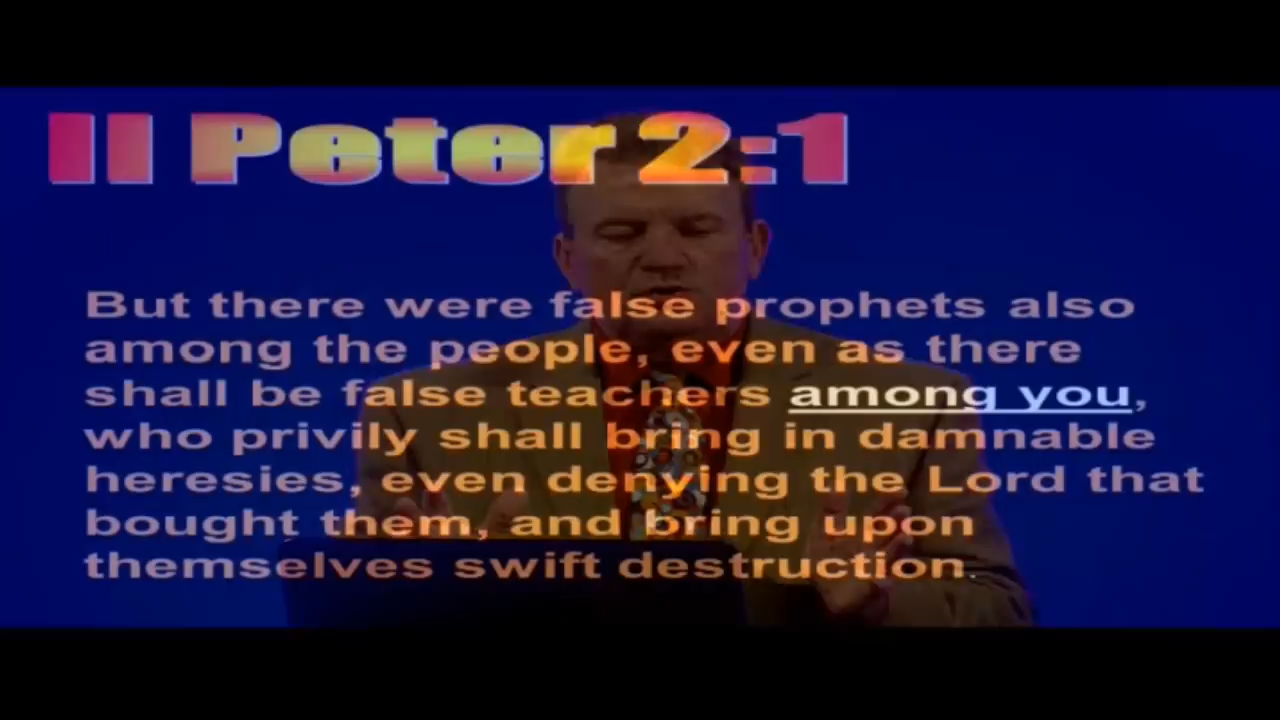 II Peter 2:1
But there were false prophets also
among the people, even as there
shall be false teachers among you,
who privily shall bring in damnable
heresies, even denying the Lord that
bought them, and bring upon
themselves swift destruction.